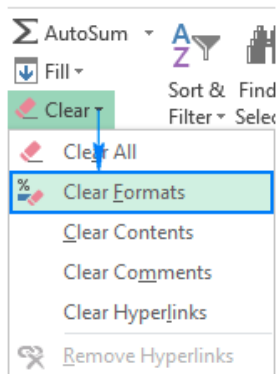 AutoSum
Fill
Clear
Sort & Find
Filter Selec
Clear All
Clear Formats
Clear Contents
Clear Comments
Clear Hyperlinks
Remove Hyperlinks